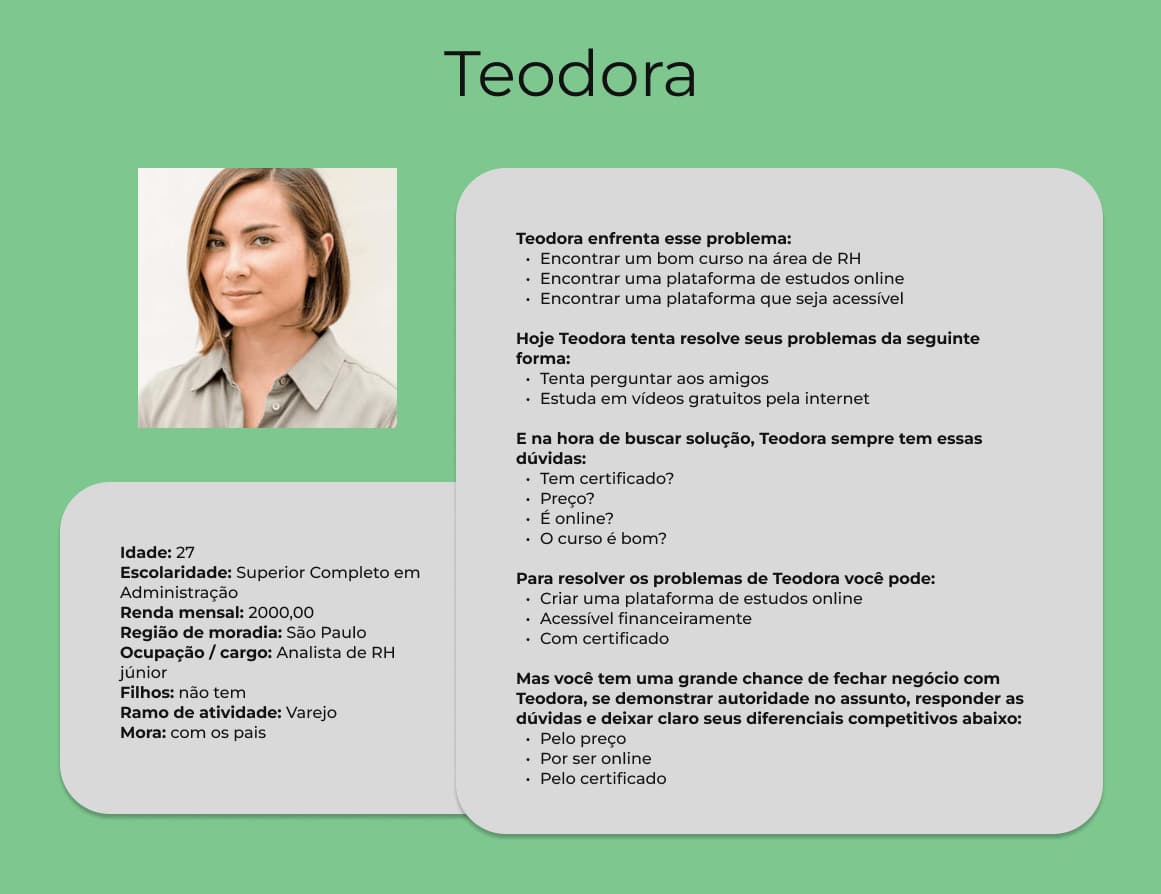 Teodora
Idade: 27
Escolaridade: Superior Completo em
Administração
Renda mensal: 2000,00
Região de moradia: São Paulo
Ocupação / cargo: Analista de RH
júnior
Filhos: não tem
Ramo de atividade: Varejo
Mora: com os pais
Teodora enfrenta esse problema:
• Encontrar um bom curso na área de RH
• Encontrar uma plataforma de estudos online
• Encontrar uma plataforma que seja acessível
Hoje Teodora tenta resolve seus problemas da seguinte
forma:
• Tenta perguntar aos amigos
• Estuda em vídeos gratuitos pela internet
E na hora de buscar solução, Teodora sempre tem essas
dúvidas:
• Tem certificado?
• Preço?
• É online?
• O curso é bom?
Para resolver os problemas de Teodora você pode:
• Criar uma plataforma de estudos online
• Acessível financeiramente
• Com certificado
Mas você tem uma grande chance de fechar negócio com
Teodora, se demonstrar autoridade no assunto, responder as
dúvidas e deixar claro seus diferenciais competitivos abaixo:
• Pelo preço
• Por ser online
• Pelo certificado